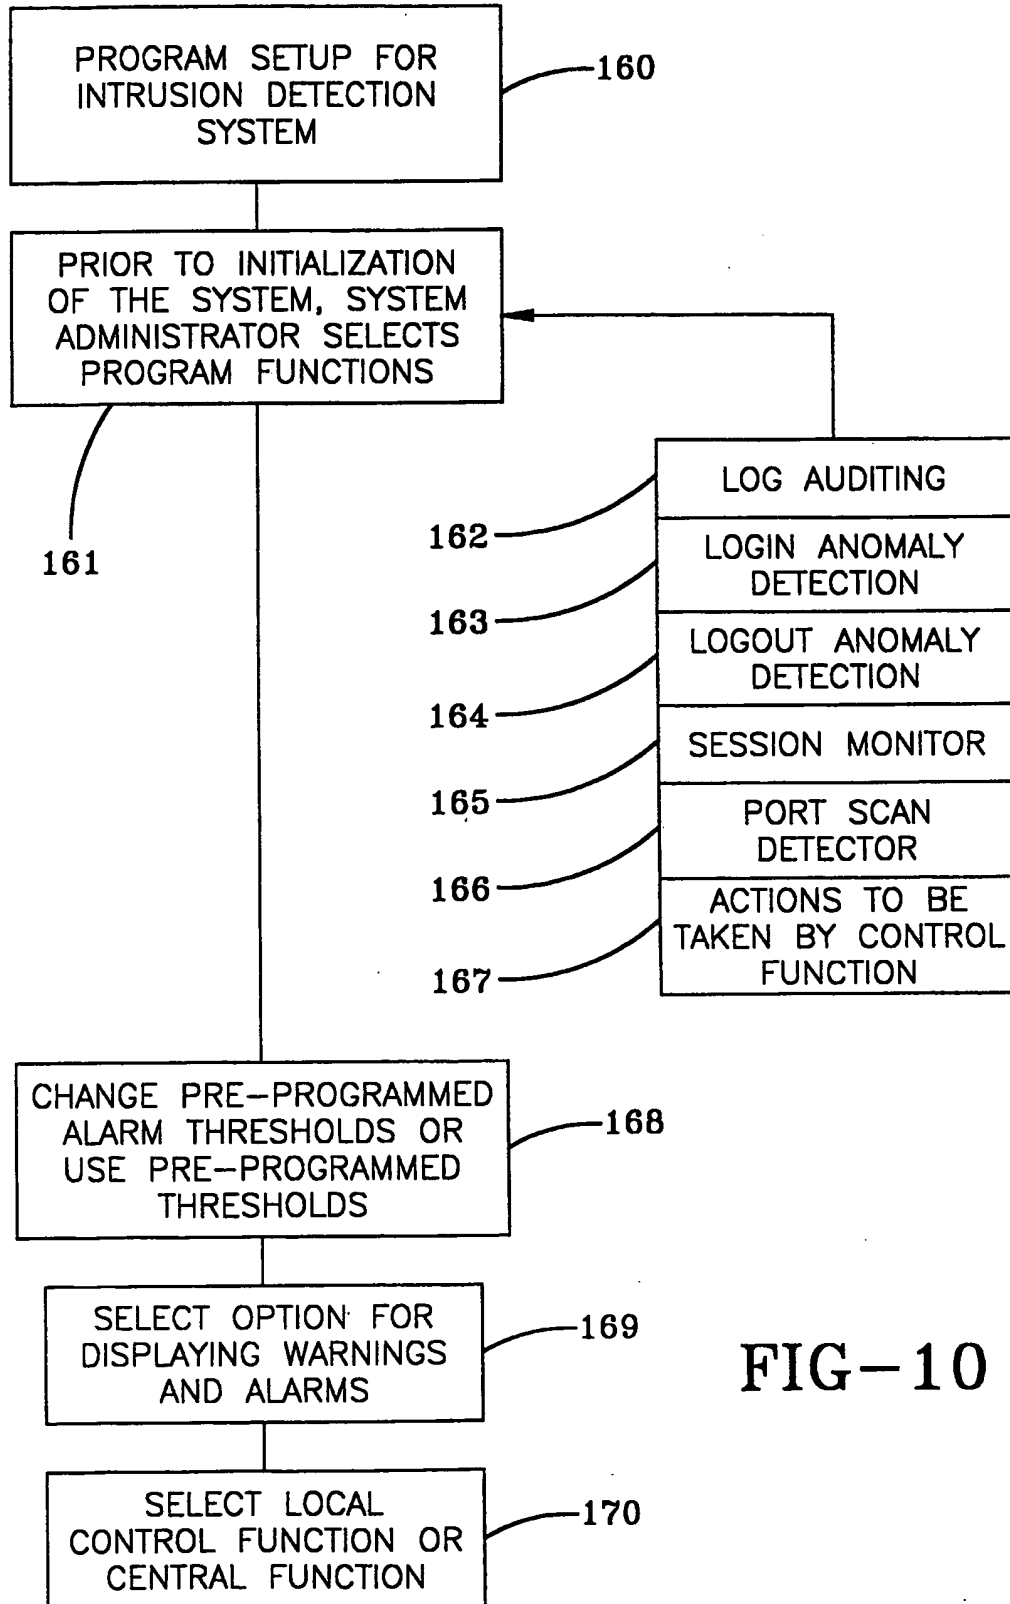 PROGRAM SETUP FOR
INTRUSION DETECTION
SYSTEM
160
PRIOR TO INITIALIZATION
OF THE SYSTEM, SYSTEM
ADMINISTRATOR SELECTS
PROGRAM FUNCTIONS
161
LOG AUDITING
162
LOGIN ANOMALY
DETECTION
163
LOGOUT ANOMALY
DETECTION
164
SESSION MONITOR
165
PORT SCAN
DETECTOR
166
ACTIONS TO BE
TAKEN BY CONTROL
FUNCTION
167
CHANGE PRE-PROGRAMMED
ALARM THRESHOLDS OR
USE PRE-PROGRAMMED
THRESHOLDS
168
SELECT OPTION FOR
DISPLAYING WARNINGS
AND ALARMS
169
SELECT LOCAL
CONTROL FUNCTION OR
CENTRAL FUNCTION
170
FIG-10